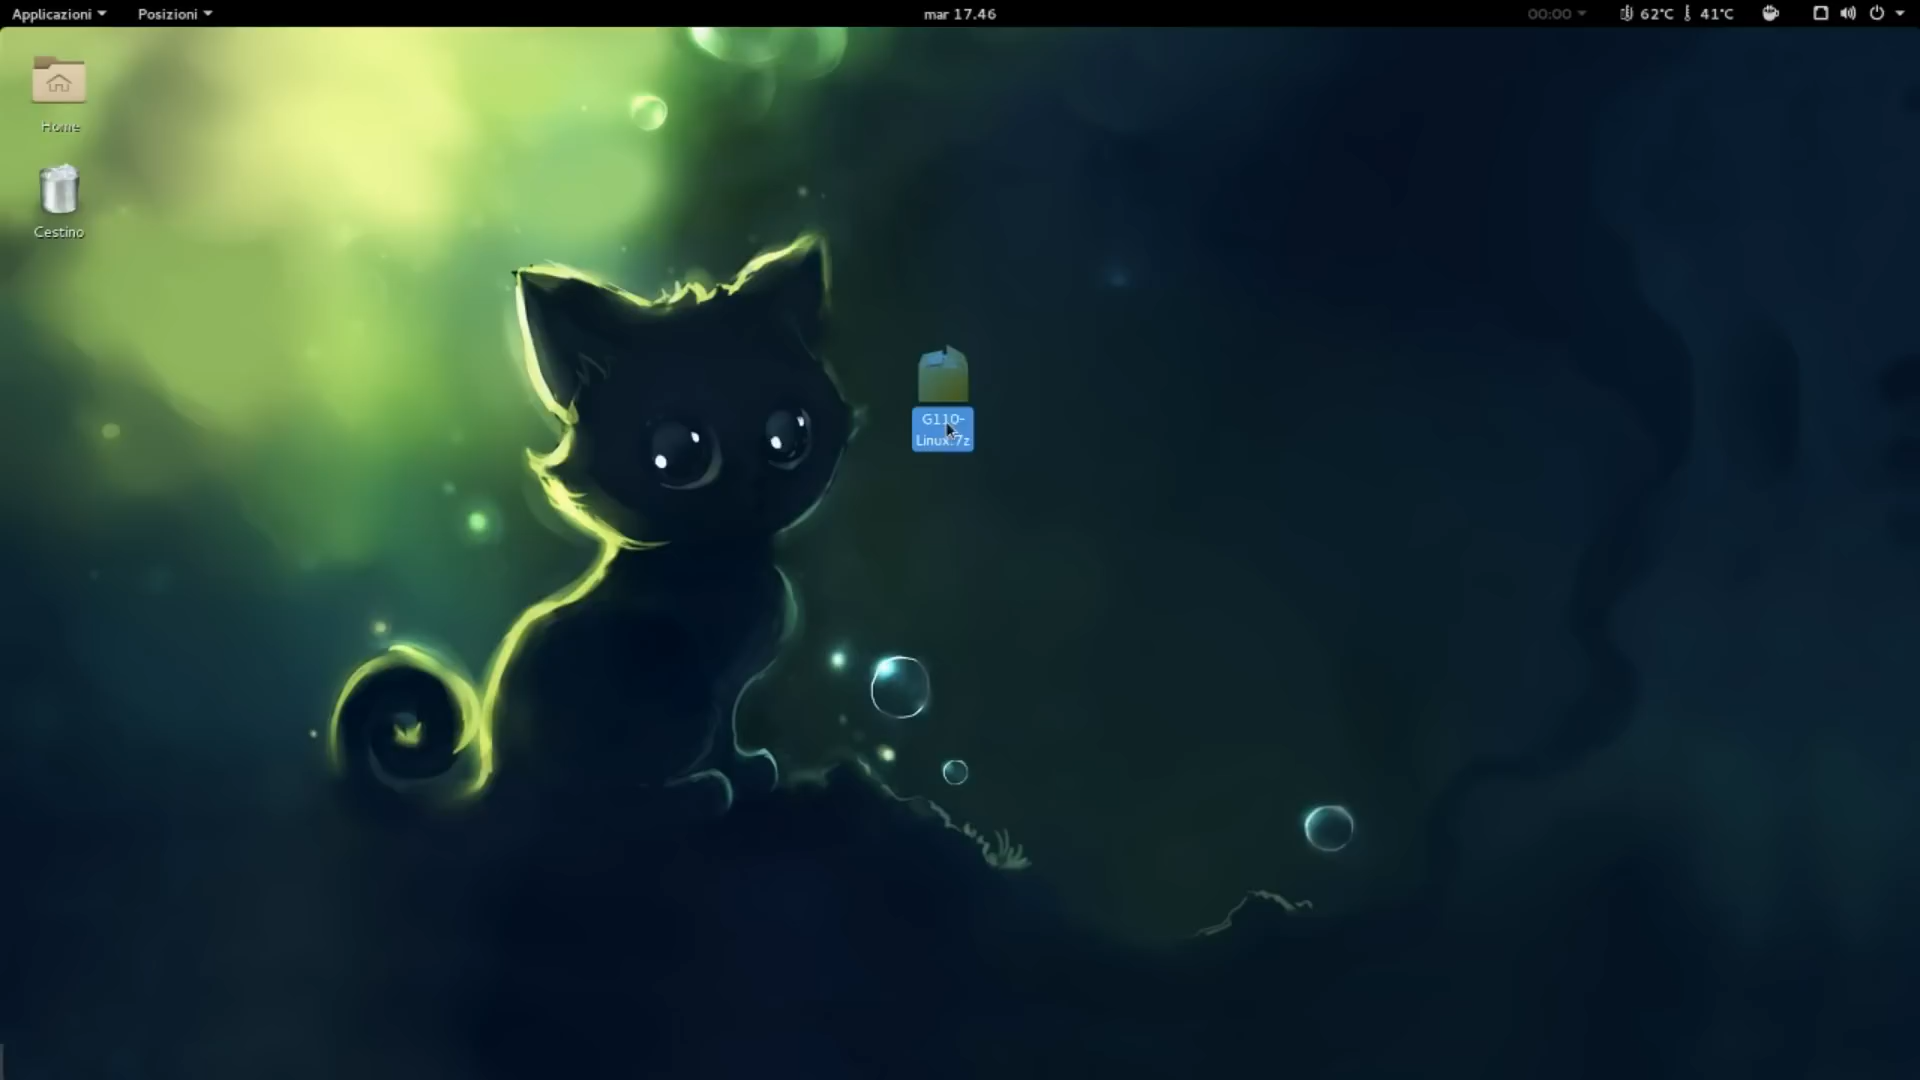 Applicazioni
Posizioni
mar 17.46
00:00
62°C
41°C
Home
Cestino
G110-
Linux.7z